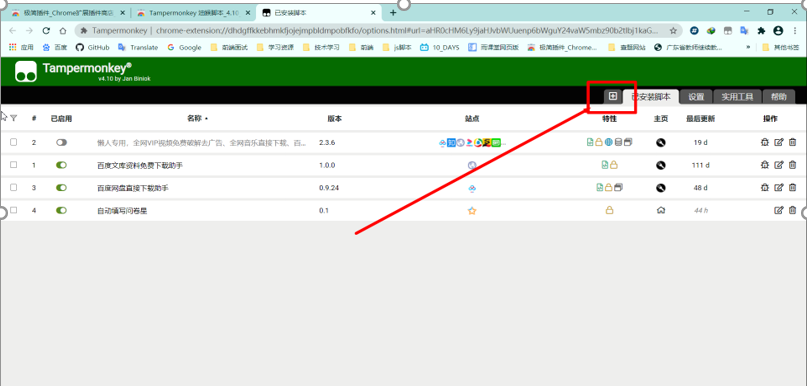 极简插件_Chrome扩展插件商店
Tampermonkey 油猴脚本_4.10
已安装脚本
Tampermonkey | chrome-extension://dhdgffkkebhmkfjojejmpbldmpobfkfo/options.html#url=aHR0cHM6Ly9jaHJvbWUuenp6bWguY24vaW5mbz90b2tlbj1kaG...
应用 百度 GitHub Translate Google 前端面试 学习资源 技术学习 前端 js脚本 10_DAYS 雨课堂网页版 极简插件_Chrome... 查题网站 广东省教师继续教... » 其他书签
Tampermonkey®
v4.10 by Jan Biniok
已安装脚本 设置 实用工具 帮助
# 已启用 名称 版本 站点 特性 主页 最后更新 操作
2 懒人专用，全网VIP视频免费破解去广告、全网音乐直接下载、百... 2.3.6 ... 19 d
1 百度文库资料免费下载助手 1.0.0 111 d
3 百度网盘直接下载助手 0.9.24 48 d
4 自动填写问卷星 0.1 44 h